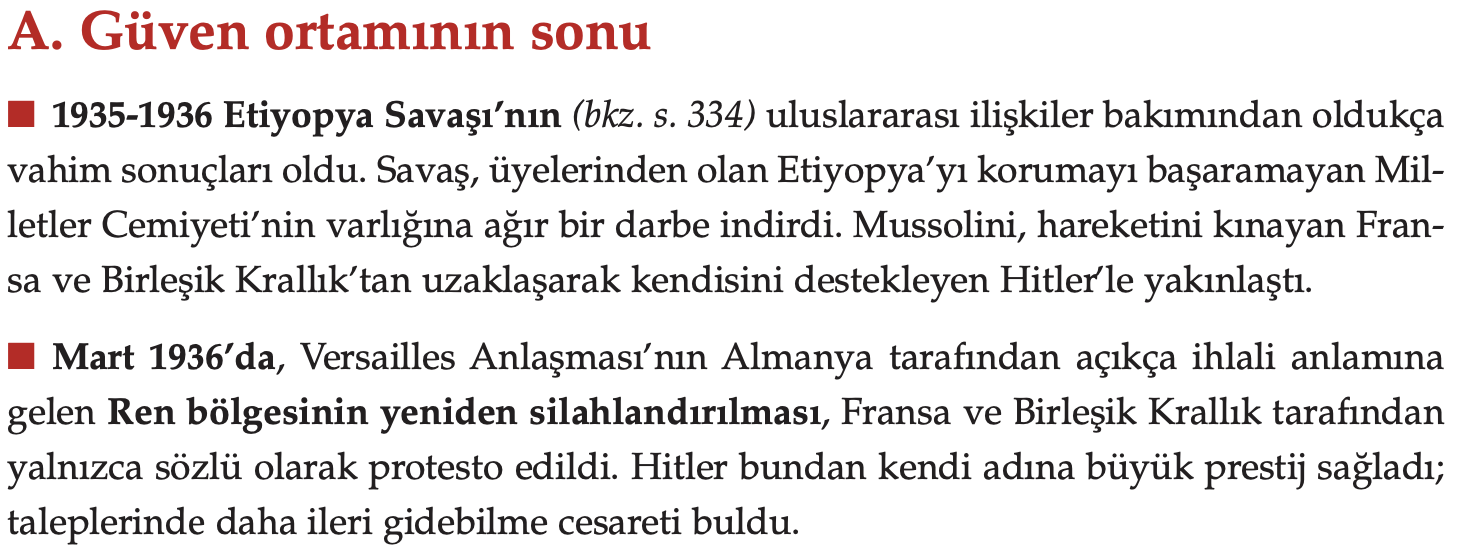 A. Güven ortamının sonu
■ 1935-1936 Etiyopya Savaşı’nın (bkz. s. 334) uluslararası ilişkiler bakımından oldukça
vahim sonuçları oldu. Savaş, üyelerinden olan Etiyopya’yı korumayı başaramayan Mil-
letler Cemiyeti’nin varlığına ağır bir darbe indirdi. Mussolini, hareketini kınayan Fran-
sa ve Birleşik Krallık’tan uzaklaşarak kendisini destekleyen Hitler’le yakınlaştı.
■ Mart 1936’da, Versailles Anlaşması’nın Almanya tarafından açıkça ihlali anlamına
gelen Ren bölgesinin yeniden silahlandırılması, Fransa ve Birleşik Krallık tarafından
yalnızca sözlü olarak protesto edildi. Hitler bundan kendi adına büyük prestij sağladı;
taleplerinde daha ileri gidebilme cesareti buldu.